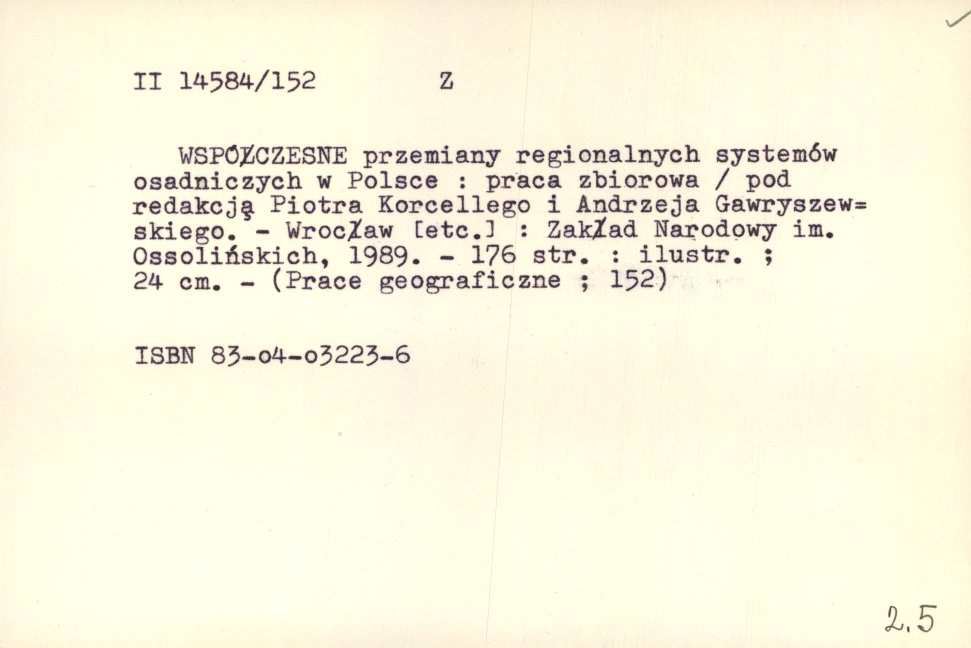 II 14584/152 Z
WSPÓŁCZESNE przemiany regionalnych systemów
osadniczych w Polsce : praca zbiorowa / pod
redakcją Piotra Korcellego i Andrzeja Gawryszew=
skiego. - Wrocław [etc.] : Zakład Narodowy im.
Ossolińskich, 1989. - 176 str. : ilustr. ;
24 cm. - (Prace geograficzne ; 152)
ISBN 83-o4-o3223-6
2.5